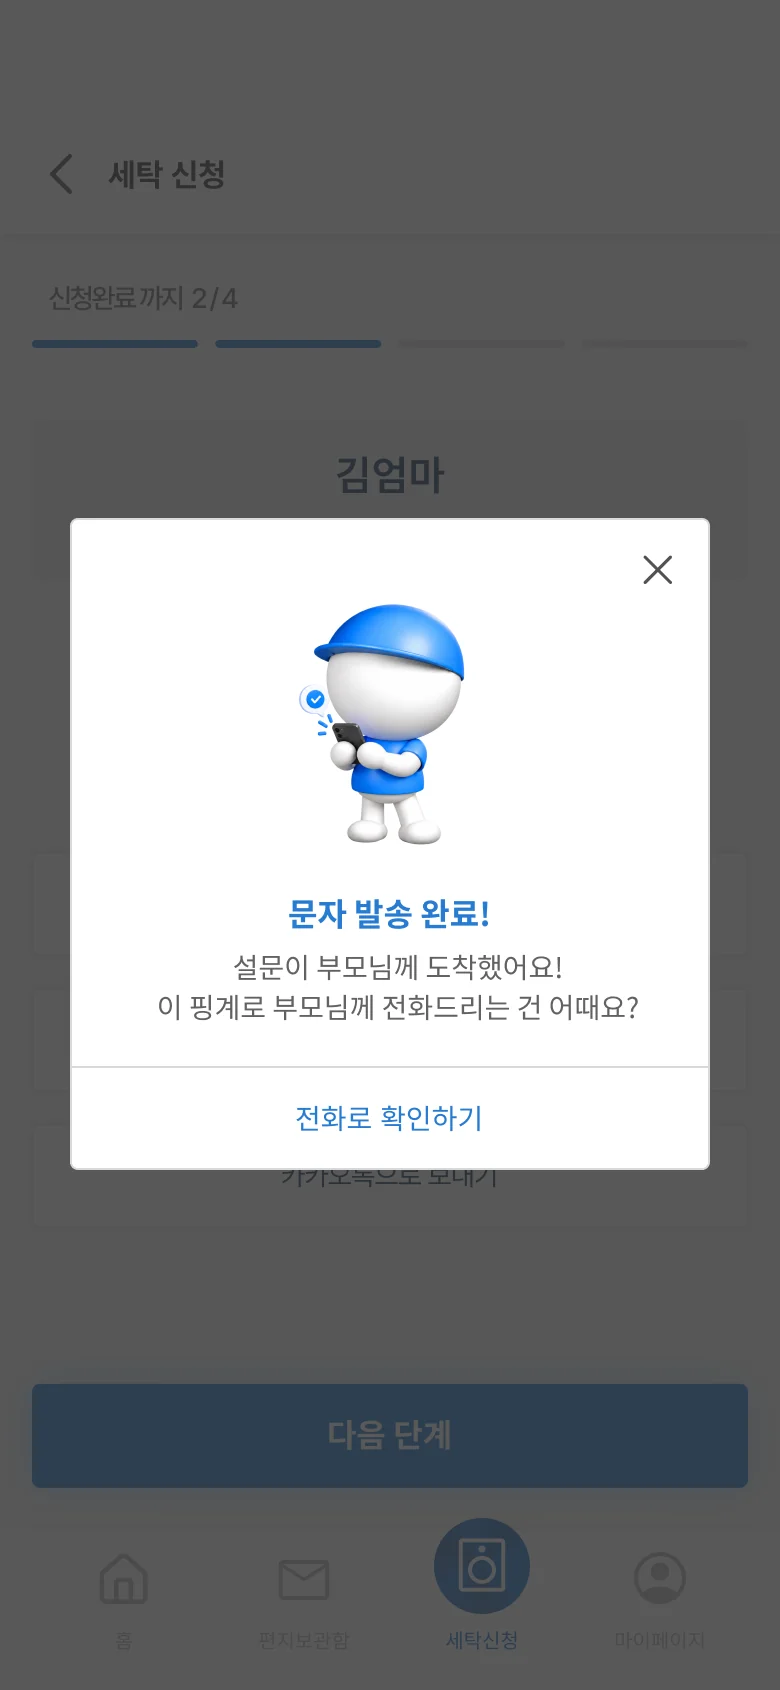 세탁 신청
신청완료까지 2/4
김엄마
문자 발송 완료!
설문이 부모님께 도착했어요!
이 핑계로 부모님께 전화드리는 건 어때요?
전화로 확인하기
카카오톡으로 보내기
다음 단계
홈
편지보관함
세탁신청
마이페이지